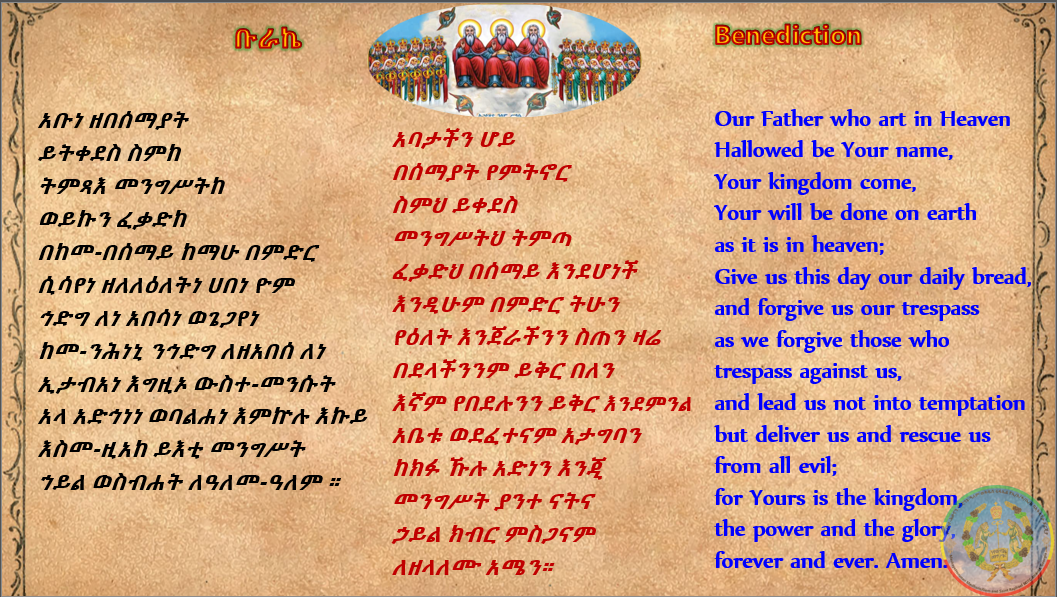 ቡራኬ
አቡነ ዘበሰማያት
ይትቀደስ ስምከ
ትምጻእ መንግሥትከ
ወይኩን ፈቃድከ
በከመ-በሰማይ ከማሁ በምድር
ሲሳየነ ዘለለዕለትነ ሀበነ ዮም
ኅድግ ለነ አበሳነ ወጌጋየነ
ከመ-ንሕነኒ ንኅድግ ለዘአበሰ ለነ
ኢታብአነ እግዚኦ ውስተ-መንሱት
አላ አድኅነነ ወባልሐነ እምኵሉ እኩይ
እስመ-ዚአከ ይእቲ መንግሥት
ኀይል ወስብሐት ለዓለመ-ዓለም ።
አባታችን ሆይ
በሰማያት የምትኖር
ስምህ ይቀደስ
መንግሥትህ ትምጣ
ፈቃድህ በሰማይ እንደሆነች
እንዲሁም በምድር ትሁን
የዕለት እንጀራችንን ስጠን ዛሬ
በደላችንንም ይቅር በለን
እኛም የበደሉንን ይቅር እንደምንል
አቤቱ ወደፈተናም አታግባን
ከክፉ ኹሉ አድነን እንጂ
መንግሥት ያንተ ናትና
ኃይል ክብር ምስጋናም
ለዘላለሙ አሜን።
Benediction
Our Father who art in Heaven
Hallowed be Your name,
Your kingdom come,
Your will be done on earth
as it is in heaven;
Give us this day our daily bread,
and forgive us our trespass
as we forgive those who
trespass against us,
and lead us not into temptation
but deliver us and rescue us
from all evil;
for Yours is the kingdom,
the power and the glory,
forever and ever. Amen.